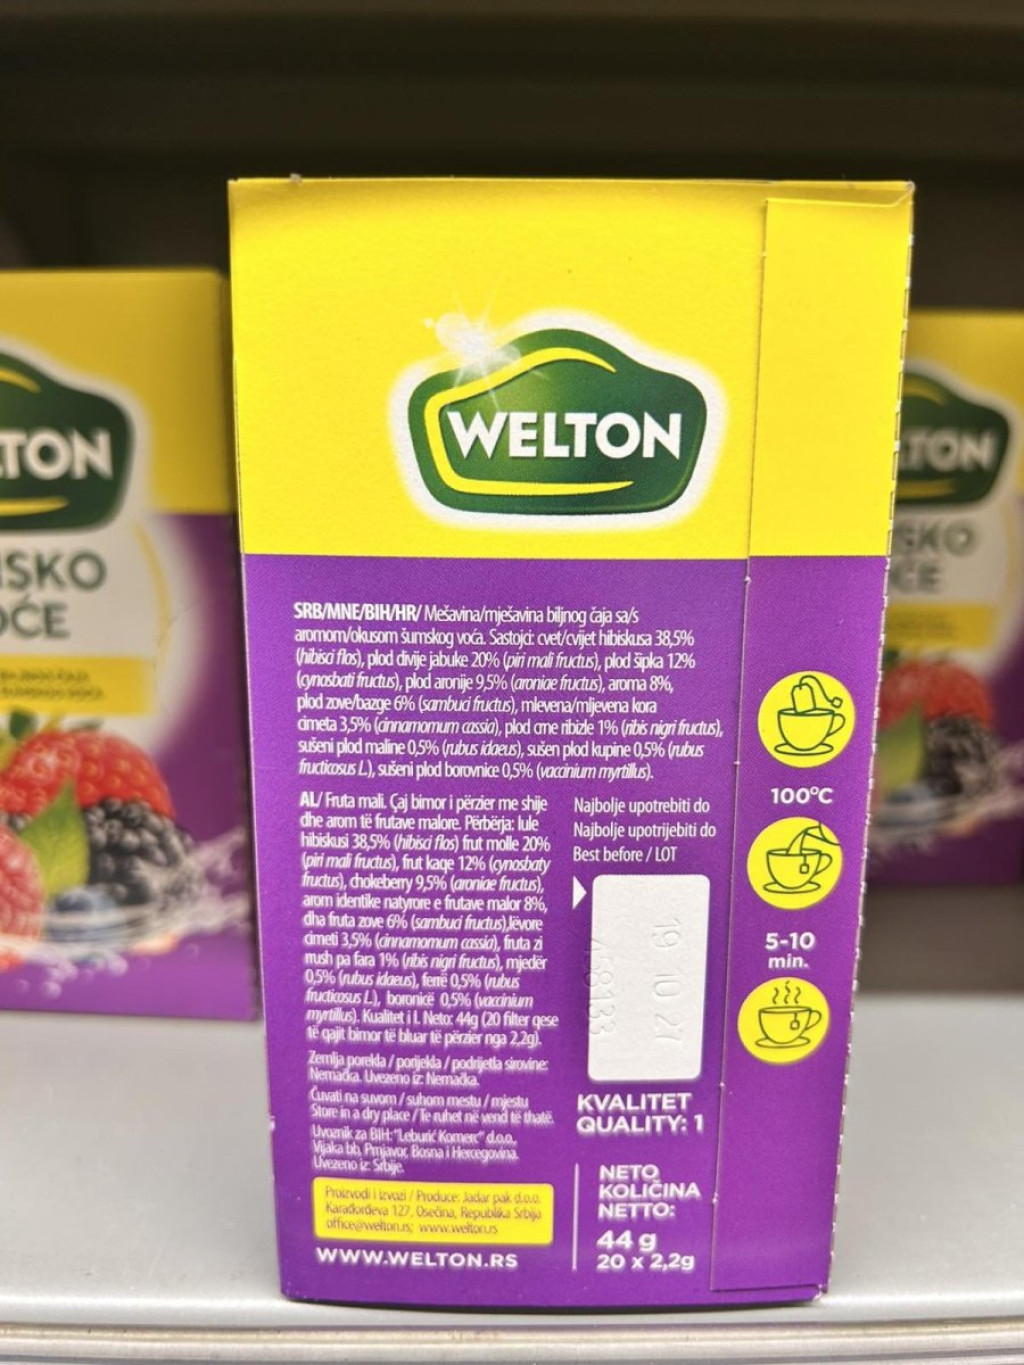 WELTON
SRB/MNE/BIH/HR/ Mešavina/mješavina biljnog čaja sa/s
aromom/okusom šumskog voća. Sastojci: cvet/cvijet hibiskusa 38,5%
(hibisci flos), plod divije jabuke 20% (piri mali fructus), plod šipka 12%
(cynosbati fructus), plod aronije 9,5% (aroniae fructus), aroma 8%,
plod zove/bazge 6% (sambuci fructus), mlevena/mljevena kora
cimeta 3,5% (cinnamomum cassia), plod crne ribizle 1% (ribis nigri fructus),
sušeni plod maline 0,5% (rubus idaeus), sušen plod kupine 0,5% (rubus
fructicosus L.), sušeni plod borovnice 0,5% (vaccinium myrtillus).
AL/ Fruta mali. Çaj bimor i përzier me shije
dhe arom të frutave malore. Përbërja: lule
hibiskusi 38,5% (hibisci flos) frut molle 20%
(piri mali fructus), frut kaqe 12% (cynosbaty
fructus), chokeberry 9,5% (aroniae fructus),
arom identike natyrore e frutave malor 8%,
dha fruta zove 6% (sambuci fructus),lëvore
cimeti 3,5% (cinnamomum cassia), fruta zi
rrush pa fara 1% (ribis nigri fructus), mjedër
0,5% (rubus idaeus), ferrë 0,5% (rubus
fructicosus L.), boronicë 0,5% (vaccinium
myrtillus). Kualitet i I. Neto: 44g (20 filter qese
të qajit bimor të bluar të përzier nga 2,2g).
Zemlja porekla / porijekla / podrijetla sirovine:
Nemačka. Uvezeno iz: Nemačka.
Čuvati na suvom / suhom mestu / mjestu
Store in a dry place / Te ruhet në vend të thatë.
Uvoznik za BIH: "Leburić Komerc" d.o.o.
Vijaka bb, Prnjavor, Bosna i Hercegovina.
Uvezeno iz: Srbije.
Proizvodi i izvozi / Produce: Jadar pak d.o.o.
Karađorđeva 127, Osečina, Republika Srbija
office@welton.rs; www.welton.rs
WWW.WELTON.RS
Najbolje upotrebiti do
Najbolje upotrijebiti do
Best before / LOT
19 10 27
KVALITET
QUALITY: 1
NETO
KOLIČINA
NETTO:
44 g
20 x 2,2g
100°C
5-10
min.